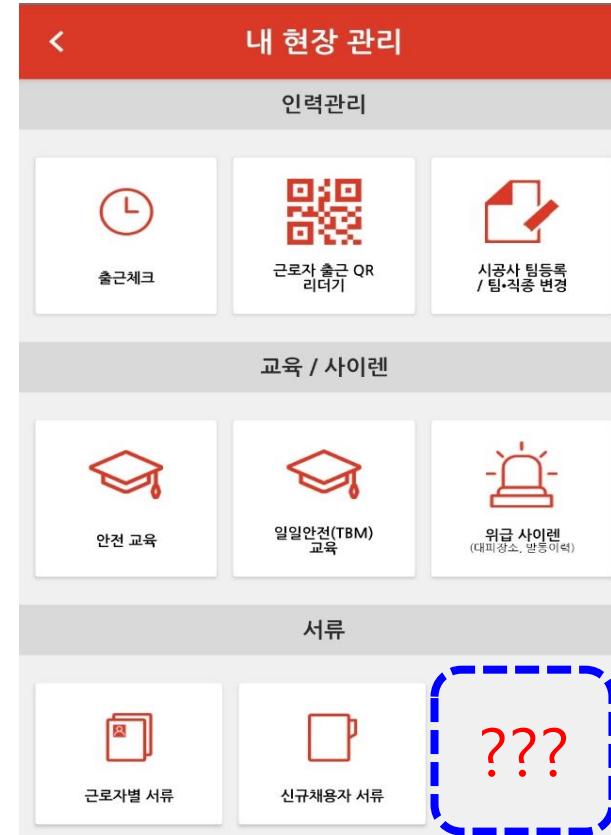 내 현장 관리
인력관리
출근체크
근로자 출근 QR
리더기
시공사 팀등록
/ 팀•직종 변경
교육 / 사이렌
안전 교육
일일안전(TBM)
교육
위급 사이렌
(대피장소, 발동이력)
서류
근로자별 서류
신규채용자 서류
???